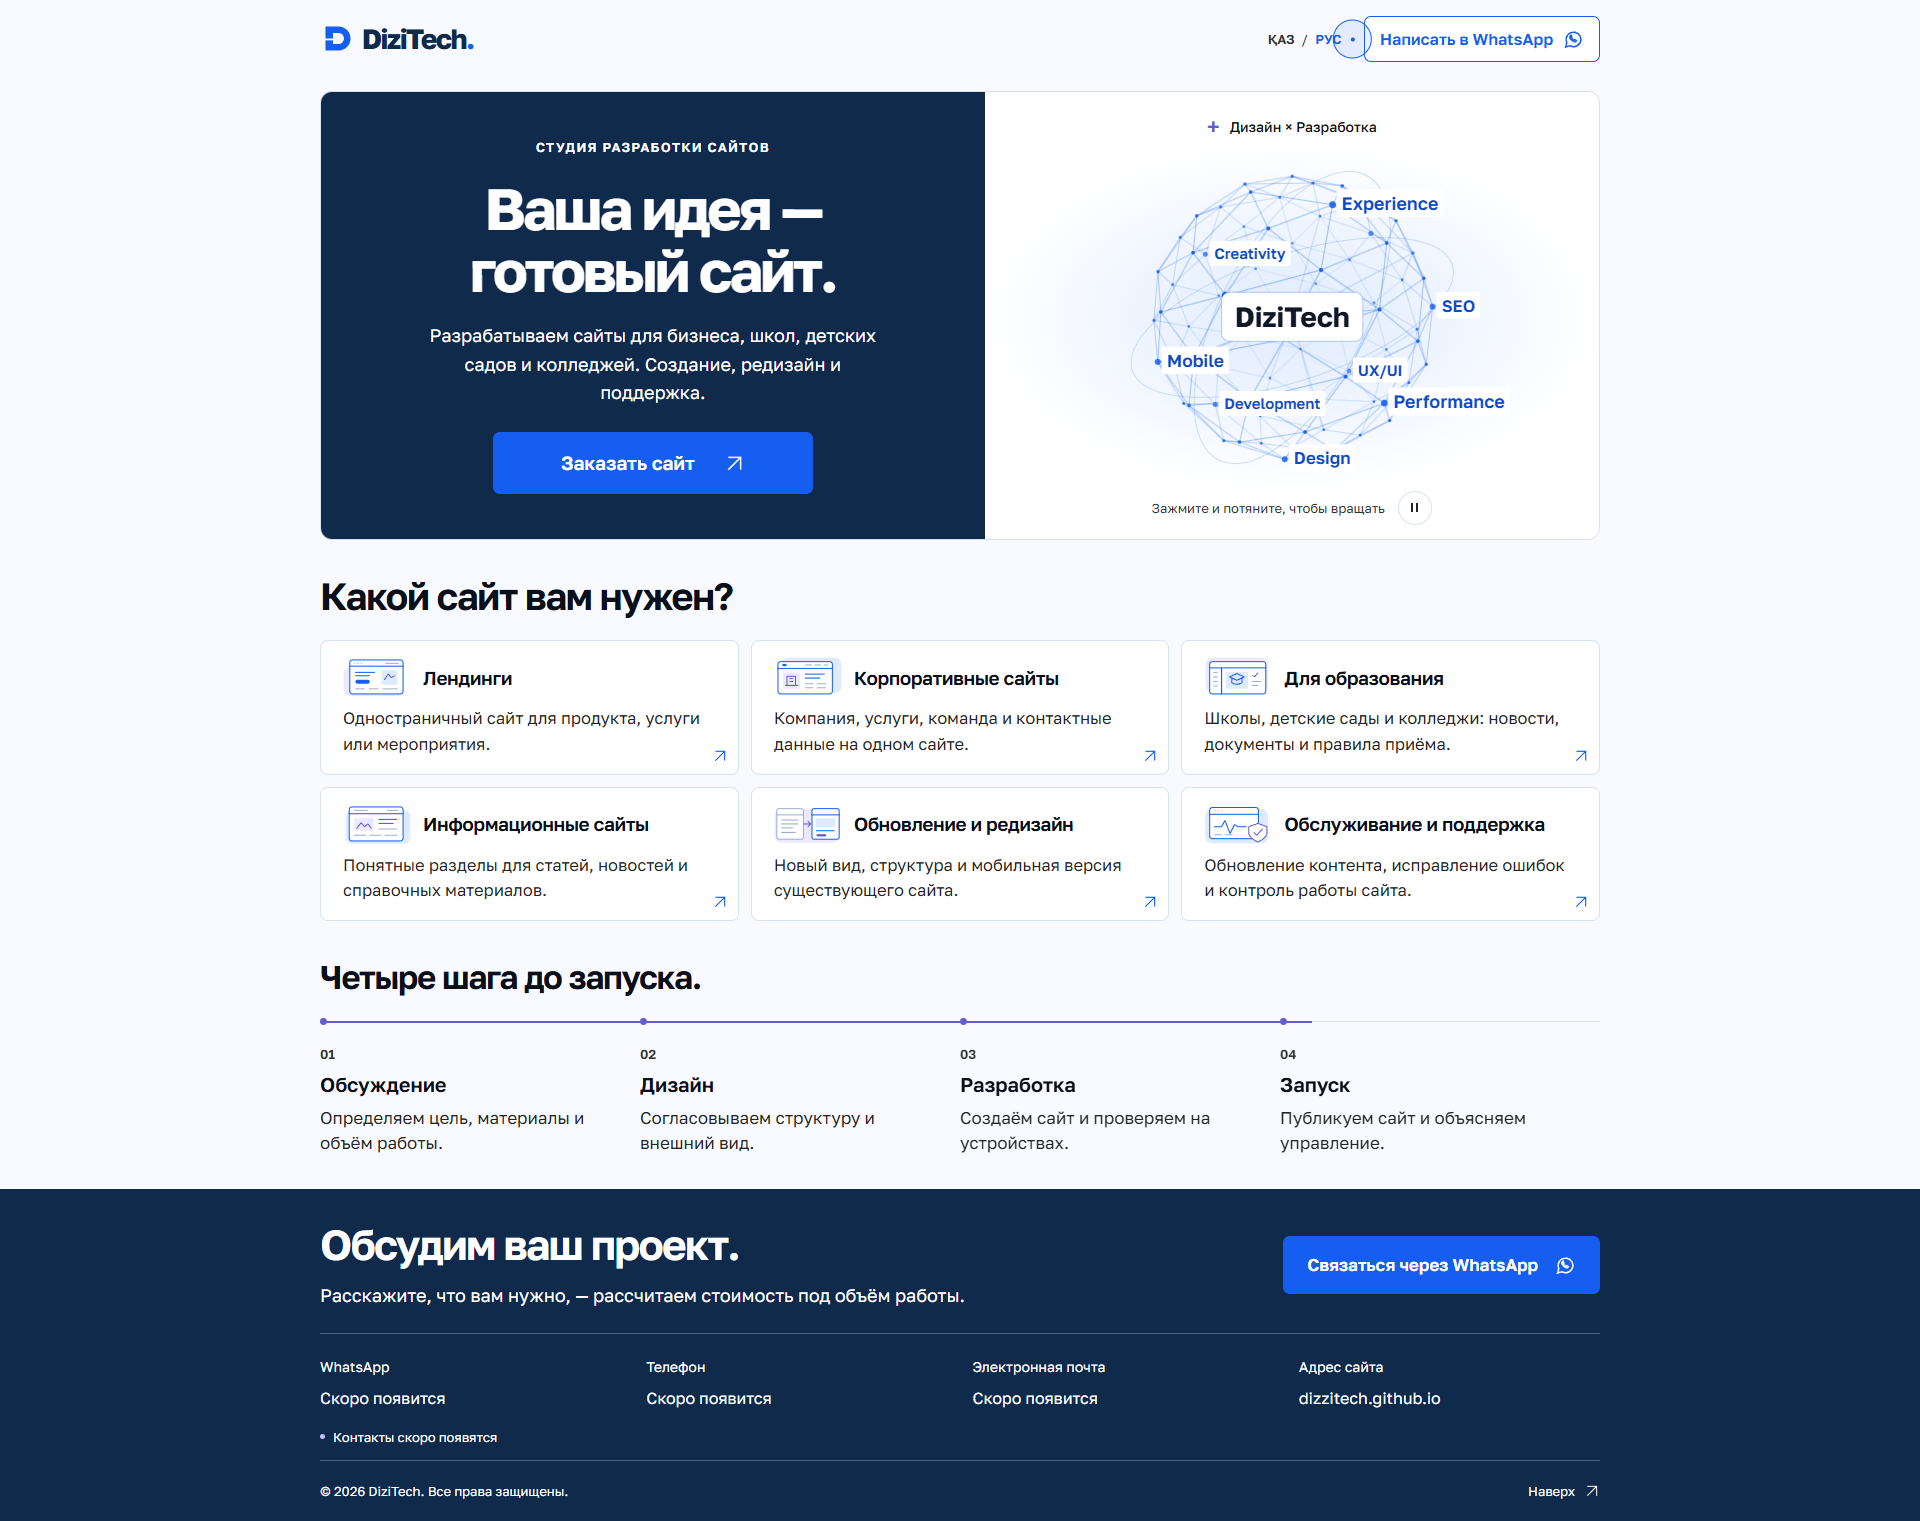 DiziTech.
ҚАЗ / РУС
Написать в WhatsApp
СТУДИЯ РАЗРАБОТКИ САЙТОВ
Ваша идея —
готовый сайт.
Разрабатываем сайты для бизнеса, школ, детских
садов и колледжей. Создание, редизайн и
поддержка.
Заказать сайт
Дизайн × Разработка
Experience
Creativity
SEO
DiziTech
Mobile
UX/UI
Development
Performance
Design
Зажмите и потяните, чтобы вращать
Какой сайт вам нужен?
Лендинги
Одностраничный сайт для продукта, услуги
или мероприятия.
Корпоративные сайты
Компания, услуги, команда и контактные
данные на одном сайте.
Для образования
Школы, детские сады и колледжи: новости,
документы и правила приёма.
Информационные сайты
Понятные разделы для статей, новостей и
справочных материалов.
Обновление и редизайн
Новый вид, структура и мобильная версия
существующего сайта.
Обслуживание и поддержка
Обновление контента, исправление ошибок
и контроль работы сайта.
Четыре шага до запуска.
01
Обсуждение
Определяем цель, материалы и
объём работы.
02
Дизайн
Согласовываем структуру и
внешний вид.
03
Разработка
Создаём сайт и проверяем на
устройствах.
04
Запуск
Публикуем сайт и объясняем
управление.
Обсудим ваш проект.
Расскажите, что вам нужно, — рассчитаем стоимость под объём работы.
Связаться через WhatsApp
WhatsApp
Скоро появится
Телефон
Скоро появится
Электронная почта
Скоро появится
Адрес сайта
dizzitech.github.io
Контакты скоро появятся
© 2026 DiziTech. Все права защищены.
Наверх